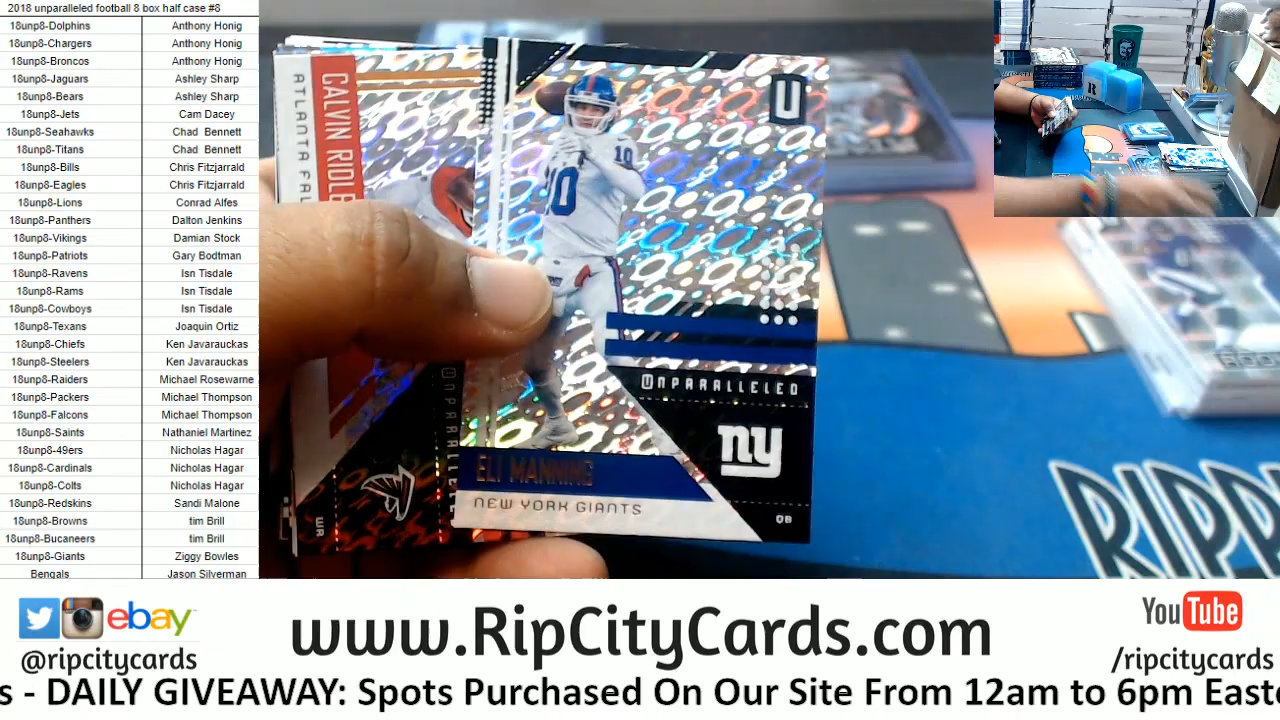 2018 unparalleled football 8 box half case #8
18unp8-Dolphins Anthony Honig
18unp8-Chargers Anthony Honig
18unp8-Broncos Anthony Honig
18unp8-Jaguars Ashley Sharp
18unp8-Bears Ashley Sharp
18unp8-Jets Cam Dacey
18unp8-Seahawks Chad Bennett
18unp8-Titans Chad Bennett
18unp8-Bills Chris Fitzjarrald
18unp8-Eagles Chris Fitzjarrald
18unp8-Lions Conrad Alfes
18unp8-Panthers Dalton Jenkins
18unp8-Vikings Damian Stock
18unp8-Patriots Gary Bodtman
18unp8-Ravens Isn Tisdale
18unp8-Rams Isn Tisdale
18unp8-Cowboys Isn Tisdale
18unp8-Texans Joaquin Ortiz
18unp8-Chiefs Ken Javarauckas
18unp8-Steelers Ken Javarauckas
18unp8-Raiders Michael Rosewarne
18unp8-Packers Michael Thompson
18unp8-Falcons Michael Thompson
18unp8-Saints Nathaniel Martinez
18unp8-49ers Nicholas Hagar
18unp8-Cardinals Nicholas Hagar
18unp8-Colts Nicholas Hagar
18unp8-Redskins Sandi Malone
18unp8-Browns tim Brill
18unp8-Bucaneers tim Brill
18unp8-Giants Ziggy Bowles
Bengals Jason Silverman
CALVIN RIDLE
ATLANTA FAL
UNPARALLELE
WR
U
10
10
UNPARALLELED
ny
ELI MANNING
NEW YORK GIANTS
QB
R
RIPP
ebay
@ripcitycards
www.RipCityCards.com
YouTube
/ripcitycards
s - DAILY GIVEAWAY: Spots Purchased On Our Site From 12am to 6pm Easte